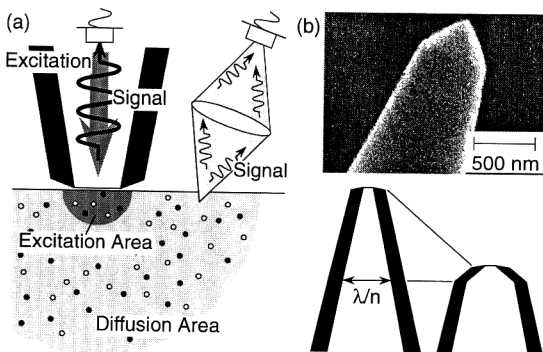 (a)
Excitation
Signal
Signal
Excitation Area
Diffusion Area
(b)
500 nm
λ/n